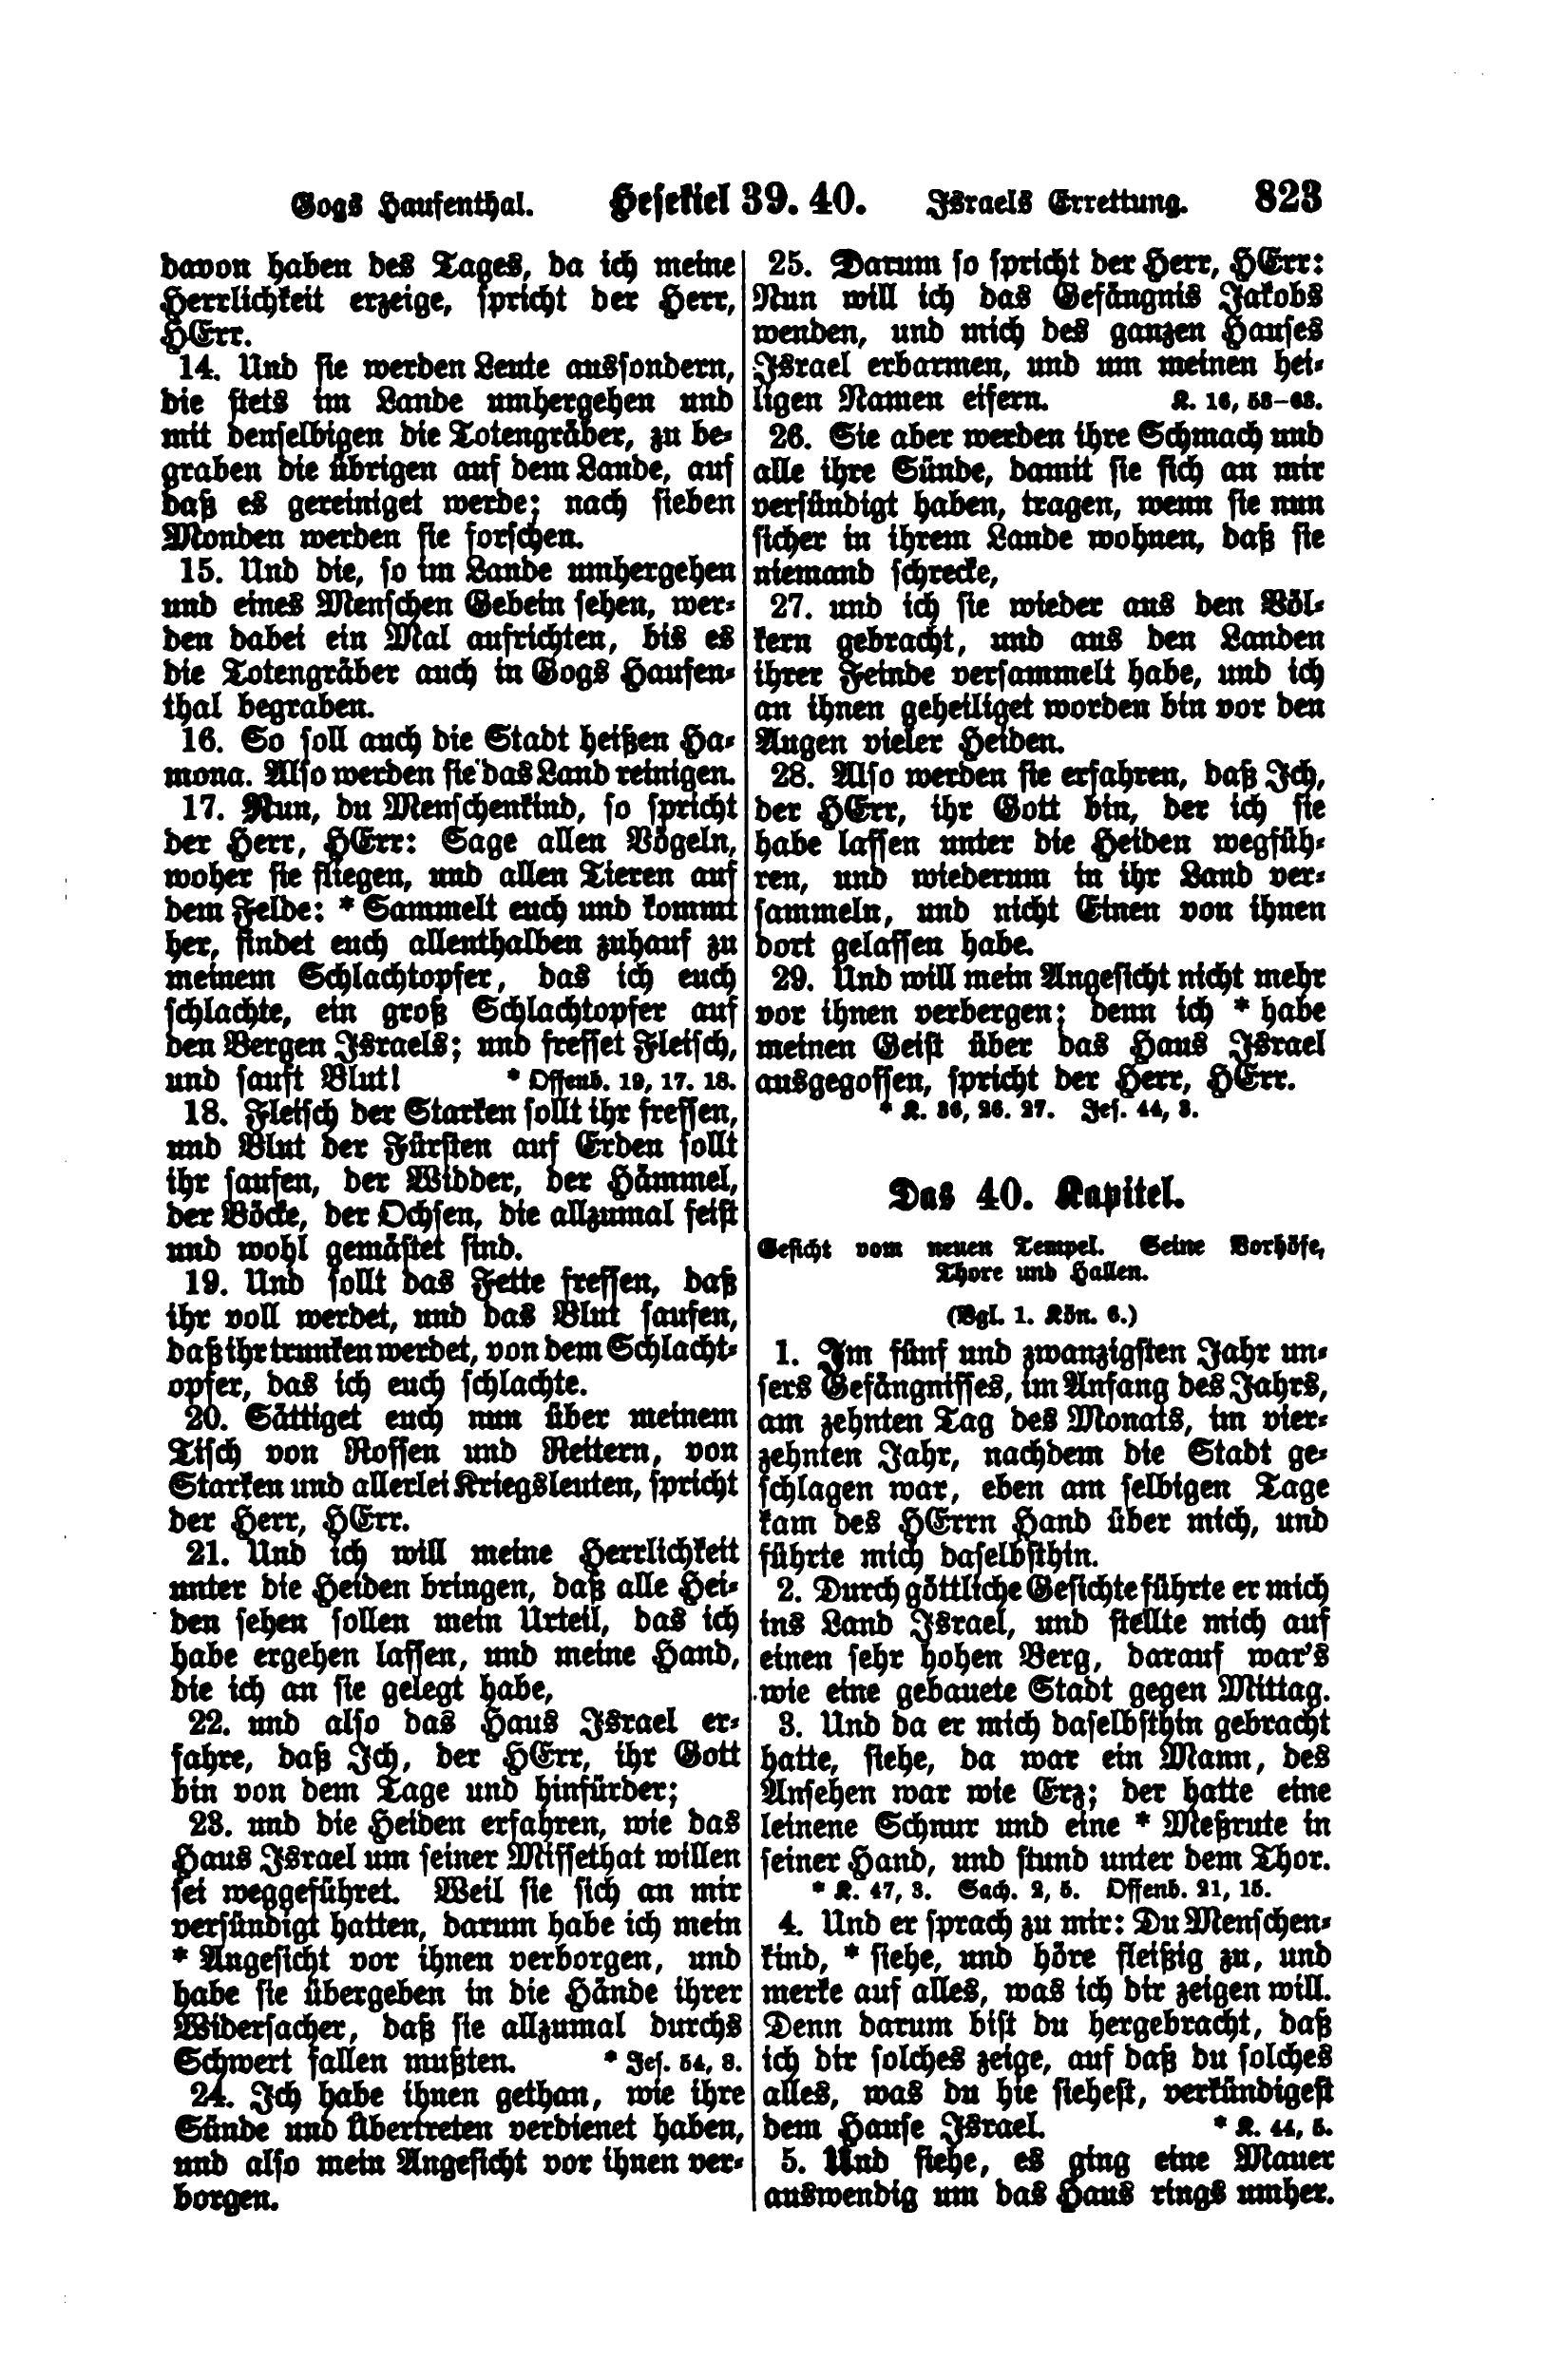 Gogs Haufenthal. Hesekiel 39. 40. Israels Errettung. 823
davon haben des Tages, da ich meine
Herrlichkeit erzeige, spricht der Herr,
HErr.
14. Und sie werden Leute aussondern,
die stets im Lande umhergehen und
mit denselbigen die Totengräber, zu be-
graben die übrigen auf dem Lande, auf
daß es gereiniget werde; nach sieben
Monden werden sie forschen.
15. Und die, so im Lande umhergehen
und eines Menschen Gebein sehen, wer-
den dabei ein Mal aufrichten, bis es
die Totengräber auch in Gogs Haufen-
thal begraben.
16. So soll auch die Stadt heißen Ha-
mona. Also werden sie das Land reinigen.
17. Nun, du Menschenkind, so spricht
der Herr, HErr: Sage allen Vögeln,
woher sie fliegen, und allen Tieren auf
dem Felde: * Sammelt euch und kommt
her, findet euch allenthalben zuhauf zu
meinem Schlachtopfer, das ich euch
schlachte, ein groß Schlachtopfer auf
den Bergen Israels; und fresset Fleisch,
und sauft Blut! * Offenb. 19, 17. 18.
18. Fleisch der Starken sollt ihr fressen,
und Blut der Fürsten auf Erden sollt
ihr saufen, der Widder, der Hämmel,
der Böcke, der Ochsen, die allzumal feist
und wohl gemästet sind.
19. Und sollt das Fette fressen, daß
ihr voll werdet, und das Blut saufen,
daß ihr trunken werdet, von dem Schlacht-
opfer, das ich euch schlachte.
20. Sättiget euch nun über meinem
Tisch von Rossen und Reitern, von
Starken und allerlei Kriegsleuten, spricht
der Herr, HErr.
21. Und ich will meine Herrlichkeit
unter die Heiden bringen, daß alle Hei-
den sehen sollen mein Urteil, das ich
habe ergehen lassen, und meine Hand,
die ich an sie gelegt habe,
22. und also das Haus Israel er-
fahre, daß Ich, der HErr, ihr Gott
bin von dem Tage und hinfürder;
23. und die Heiden erfahren, wie das
Haus Israel um seiner Missethat willen
sei weggeführet. Weil sie sich an mir
versündigt hatten, darum habe ich mein
* Angesicht vor ihnen verborgen, und
habe sie übergeben in die Hände ihrer
Widersacher, daß sie allzumal durchs
Schwert fallen mußten. * Jes. 54, 8.
24. Ich habe ihnen gethan, wie ihre
Sünde und Übertreten verdienet haben,
und also mein Angesicht vor ihnen ver-
borgen.
25. Darum so spricht der Herr, HErr:
Nun will ich das Gefängnis Jakobs
wenden, und mich des ganzen Hauses
Israel erbarmen, und um meinen hei-
ligen Namen eifern. K. 16, 53–63.
26. Sie aber werden ihre Schmach und
alle ihre Sünde, damit sie sich an mir
versündigt haben, tragen, wenn sie nun
sicher in ihrem Lande wohnen, daß sie
niemand schrecke,
27. und ich sie wieder aus den Völ-
kern gebracht, und aus den Landen
ihrer Feinde versammelt habe, und ich
an ihnen geheiliget worden bin vor den
Augen vieler Heiden.
28. Also werden sie erfahren, daß Ich,
der HErr, ihr Gott bin, der ich sie
habe lassen unter die Heiden wegfüh-
ren, und wiederum in ihr Land ver-
sammeln, und nicht Einen von ihnen
dort gelassen habe.
29. Und will mein Angesicht nicht mehr
vor ihnen verbergen; denn ich * habe
meinen Geist über das Haus Israel
ausgegossen, spricht der Herr, HErr.
* K. 36, 26. 27. Jes. 44, 3.
Das 40. Kapitel.
Gesicht vom neuen Tempel. Seine Vorhöfe,
Thore und Hallen.
(Vgl. 1. Kön. 6.)
1. Im fünf und zwanzigsten Jahr un-
sers Gefängnisses, im Anfang des Jahrs,
am zehnten Tag des Monats, im vier-
zehnten Jahr, nachdem die Stadt ge-
schlagen war, eben am selbigen Tage
kam des HErrn Hand über mich, und
führte mich daselbsthin.
2. Durch göttliche Gesichte führte er mich
ins Land Israel, und stellte mich auf
einen sehr hohen Berg, darauf war's
wie eine gebauete Stadt gegen Mittag.
3. Und da er mich daselbsthin gebracht
hatte, siehe, da war ein Mann, des
Ansehen war wie Erz; der hatte eine
leinene Schnur und eine * Meßrute in
seiner Hand, und stund unter dem Thor.
* K. 47, 3. Sach. 2, 5. Offenb. 21, 15.
4. Und er sprach zu mir: Du Menschen-
kind, * siehe, und höre fleißig zu, und
merke auf alles, was ich dir zeigen will.
Denn darum bist du hergebracht, daß
ich dir solches zeige, auf daß du solches
alles, was du hie siehest, verkündigest
dem Hause Israel. * K. 44, 5.
5. Und siehe, es ging eine Mauer
auswendig um das Haus rings umher.